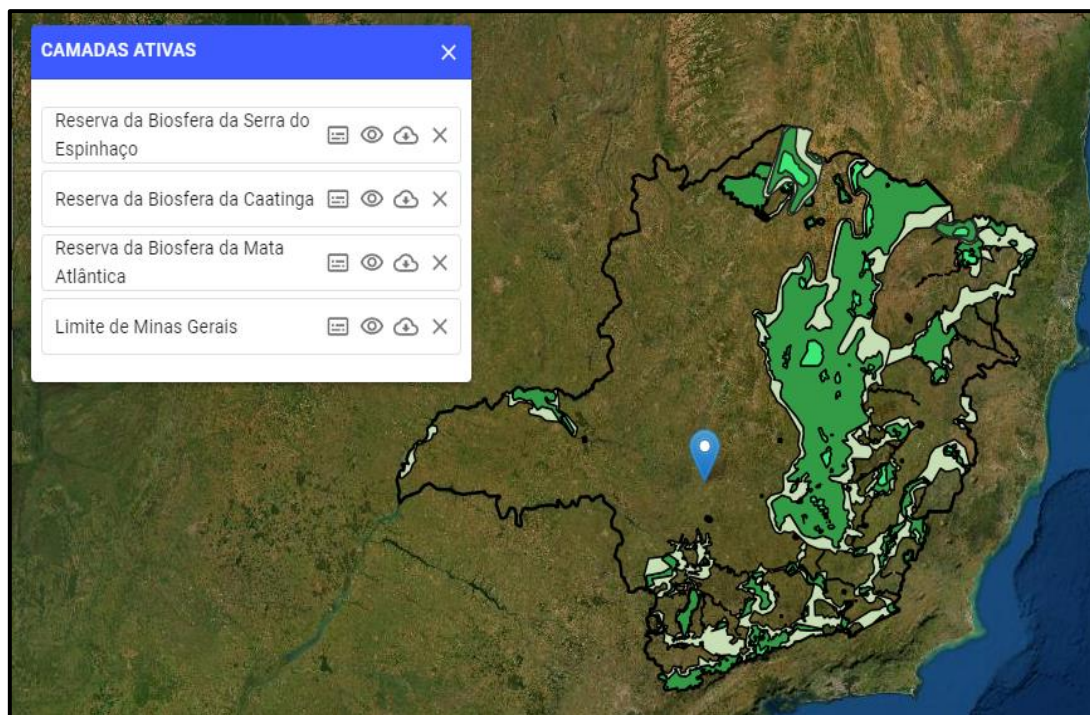 CAMADAS ATIVAS
Reserva da Biosfera da Serra do
Espinhaço
Reserva da Biosfera da Caatinga
Reserva da Biosfera da Mata
Atlântica
Limite de Minas Gerais